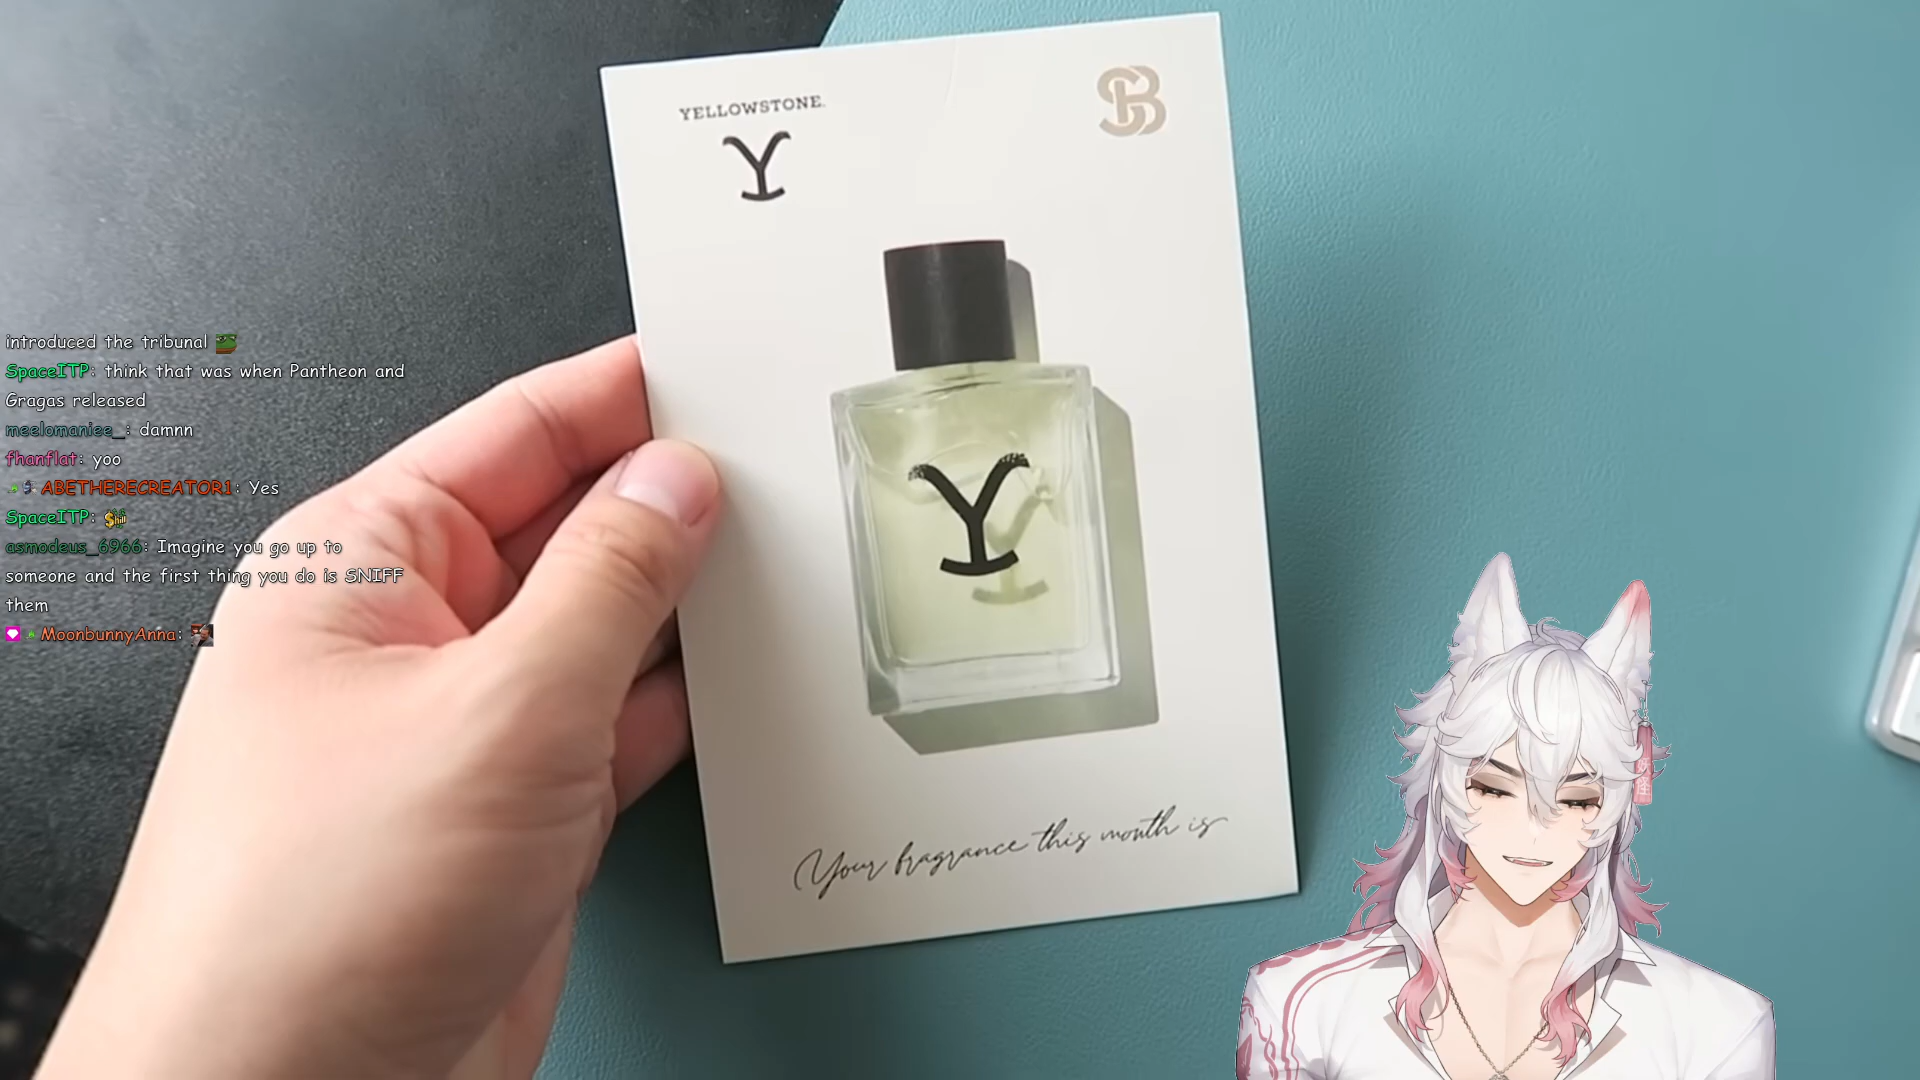 YELLOWSTONE.
Y
SB
Y
Your fragrance this month is
introduced the tribunal
SpaceITP: think that was when Pantheon and
Gragas released
meelomaniee_: damnn
fhanflat: yoo
ABETHERECREATOR1: Yes
SpaceITP:
asmodeus_6966: Imagine you go up to
someone and the first thing you do is SNIFF
them
MoonbunnyAnna: